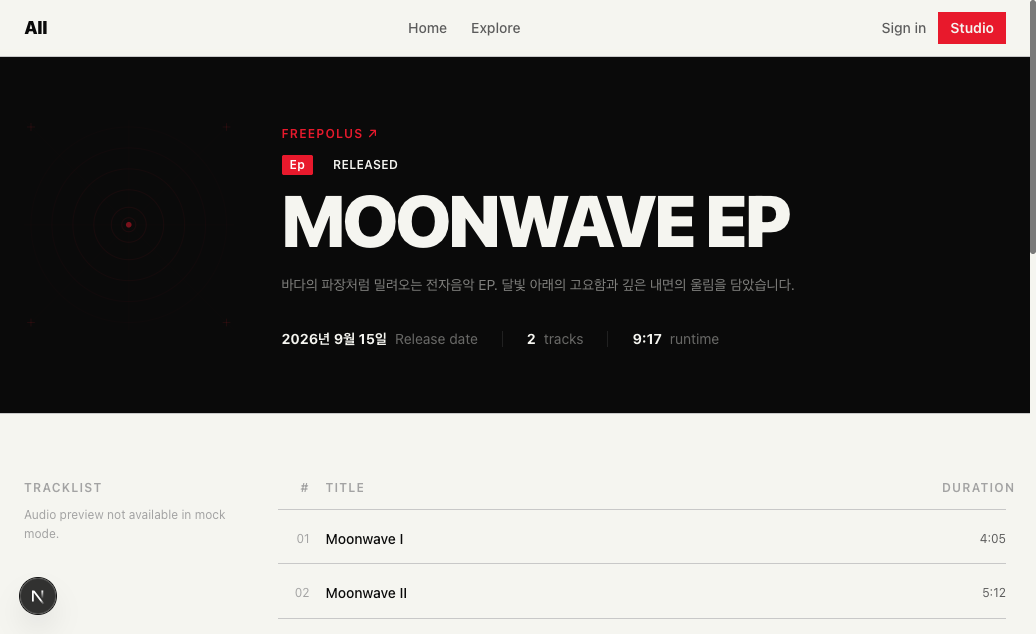 All
Home Explore
Sign in Studio
FREEPOLUS ↗
Ep RELEASED
MOONWAVE EP
바다의 파장처럼 밀려오는 전자음악 EP. 달빛 아래의 고요함과 깊은 내면의 울림을 담았습니다.
2026년 9월 15일 Release date 2 tracks 9:17 runtime
TRACKLIST
Audio preview not available in mock
mode.
# TITLE DURATION
01 Moonwave I 4:05
02 Moonwave II 5:12
N